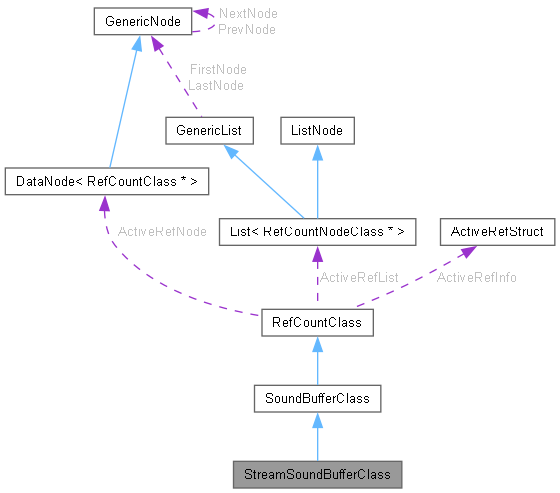 NextNode
PrevNode
GenericNode
FirstNode
LastNode
GenericList
ListNode
DataNode< RefCountClass * >
ActiveRefNode
List< RefCountNodeClass * >
ActiveRefStruct
ActiveRefList
ActiveRefInfo
RefCountClass
SoundBufferClass
StreamSoundBufferClass